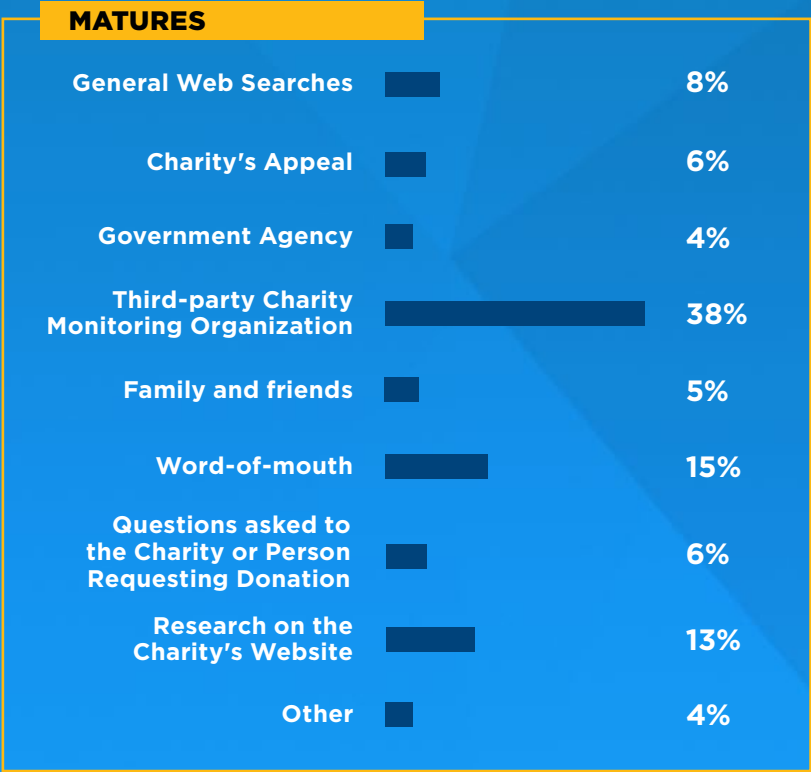 MATURES
General Web Searches 8%
Charity's Appeal 6%
Government Agency 4%
Third-party Charity
Monitoring Organization 38%
Family and friends 5%
Word-of-mouth 15%
Questions asked to
the Charity or Person
Requesting Donation 6%
Research on the
Charity's Website 13%
Other 4%